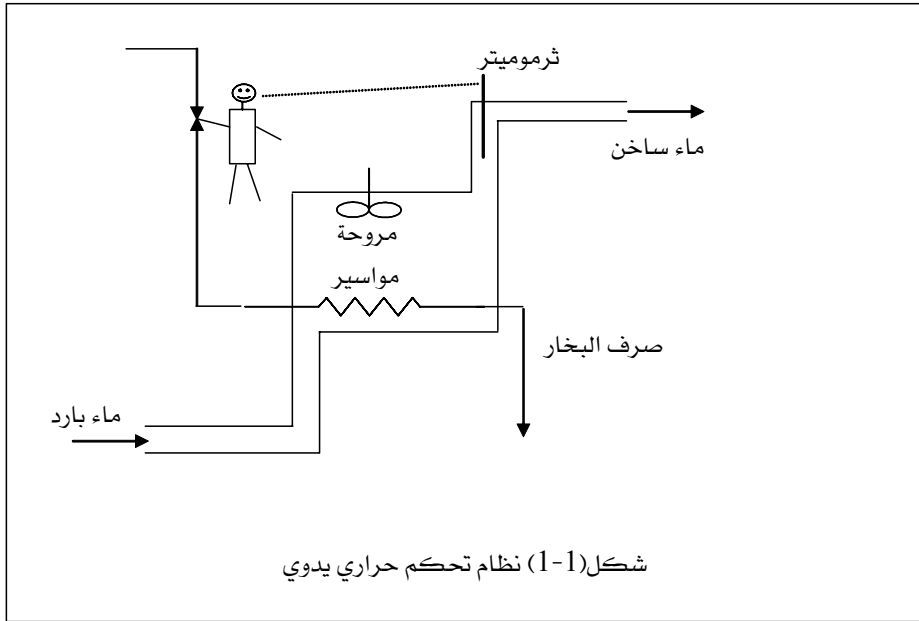 ثرموميتر
ماء ساخن
مروحة
مواسير
صرف البخار
ماء بارد
شكل(1-1) نظام تحكم حراري يدوي